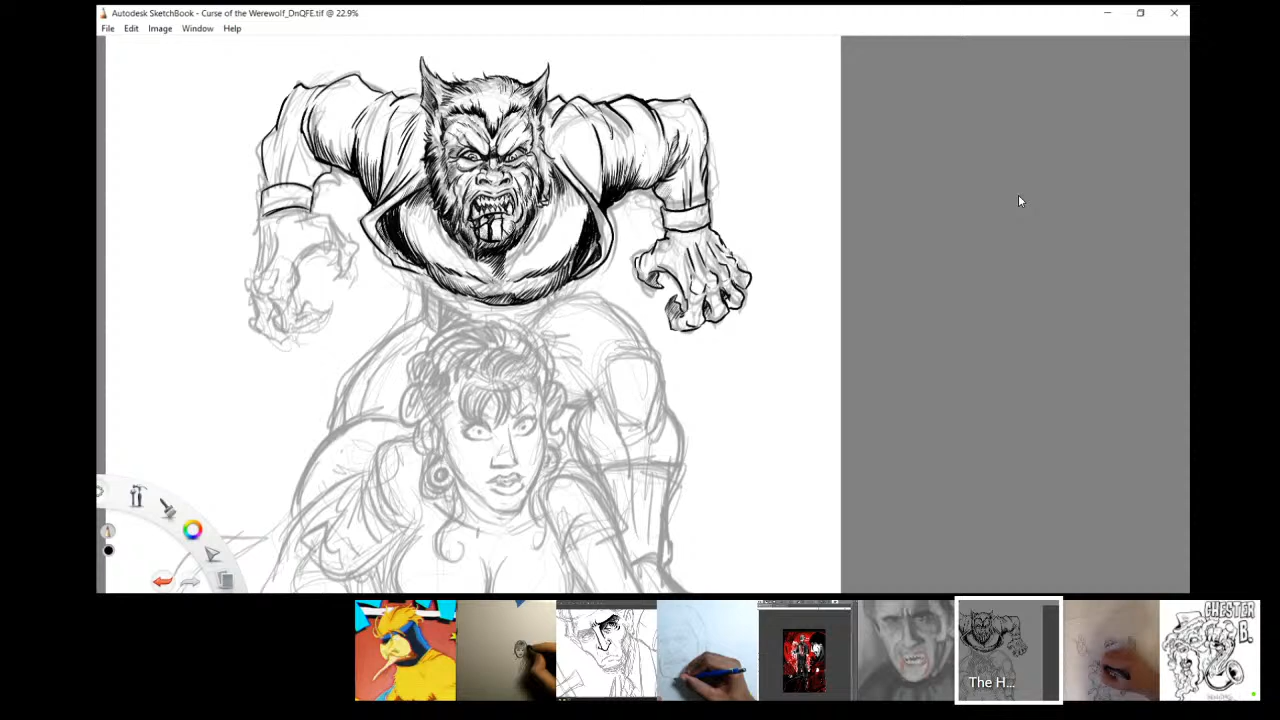 Autodesk SketchBook - Curse of the Werewolf_DnQFE.tif @ 22.9%
File Edit Image Window Help
The H...
CHESTER
B.